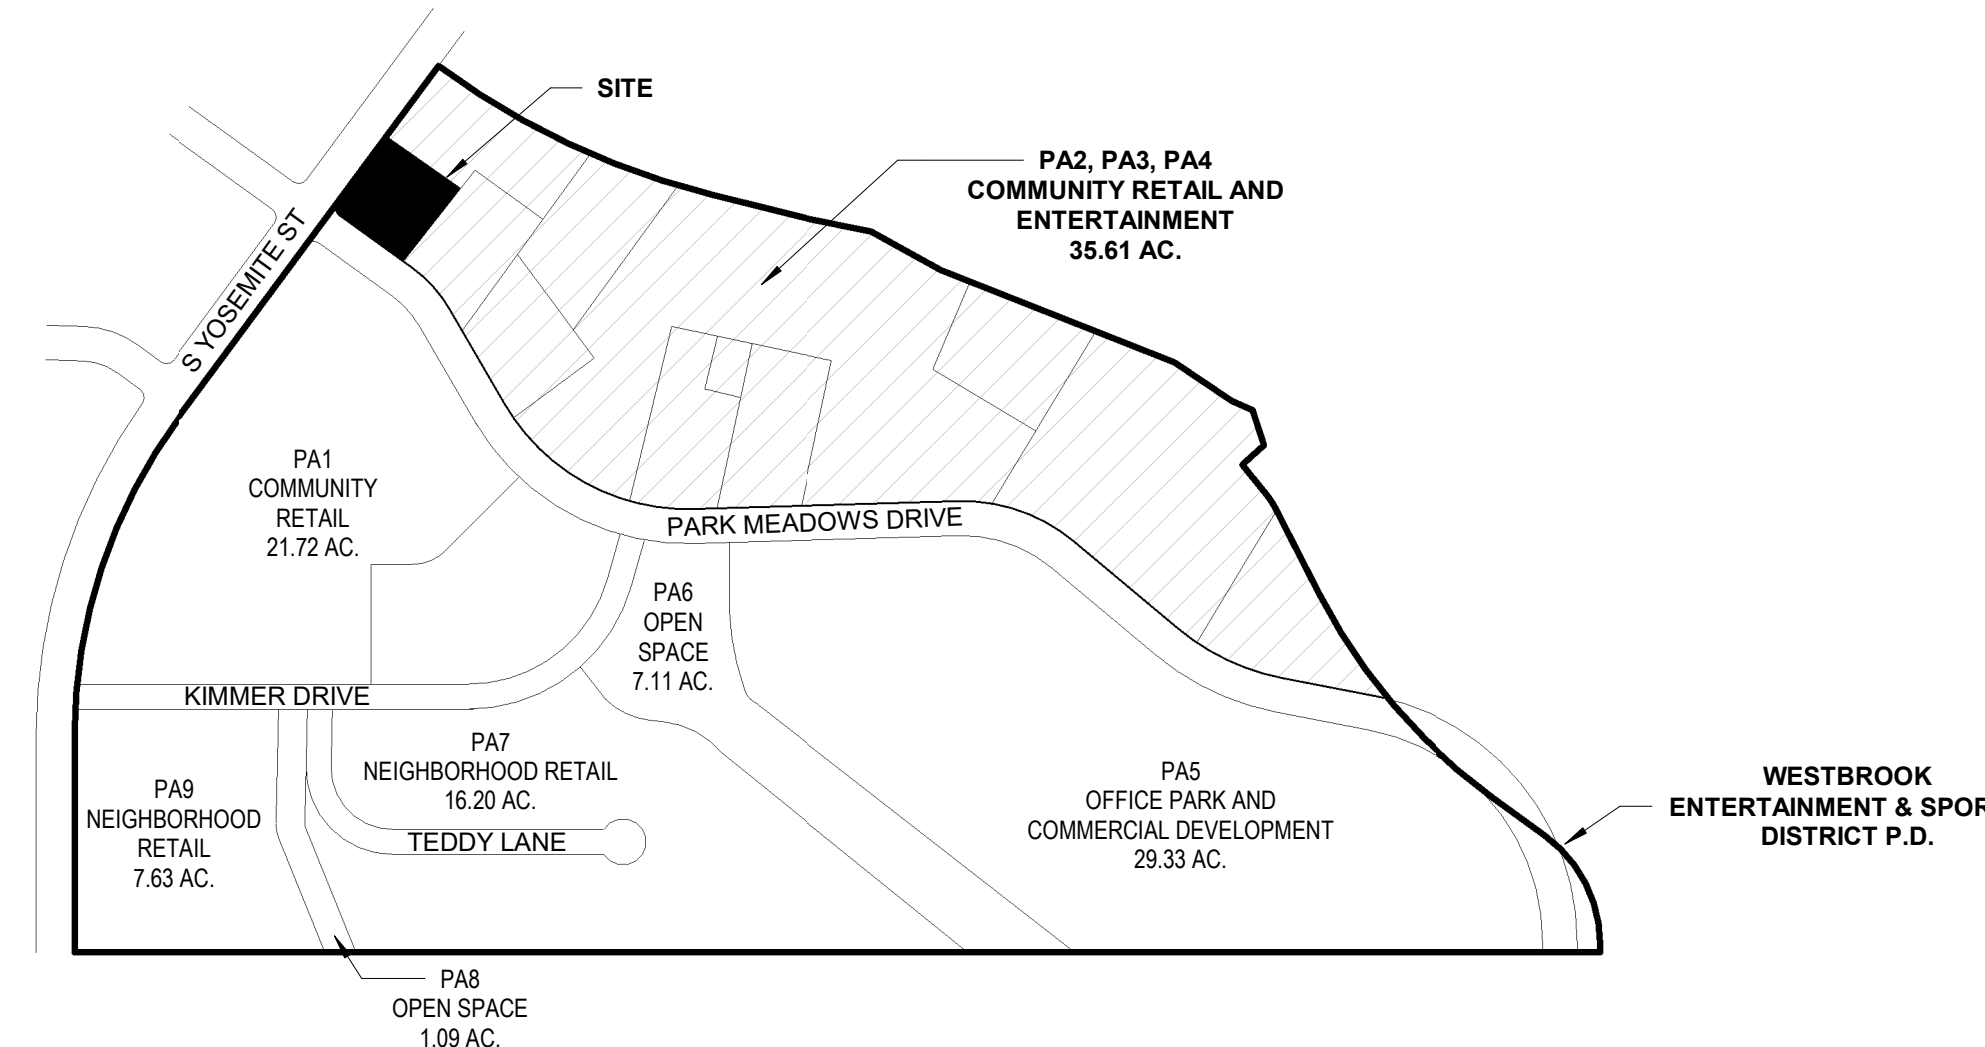 SITE
PA2, PA3, PA4
COMMUNITY RETAIL AND
ENTERTAINMENT
35.61 AC.
S YOSEMITE ST
PA1
COMMUNITY
RETAIL
21.72 AC.
PARK MEADOWS DRIVE
PA6
OPEN
SPACE
7.11 AC.
KIMMER DRIVE
PA7
NEIGHBORHOOD RETAIL
16.20 AC.
TEDDY LANE
PA9
NEIGHBORHOOD
RETAIL
7.63 AC.
PA5
OFFICE PARK AND
COMMERCIAL DEVELOPMENT
29.33 AC.
WESTBROOK
ENTERTAINMENT & SPOR
DISTRICT P.D.
PA8
OPEN SPACE
1.09 AC.